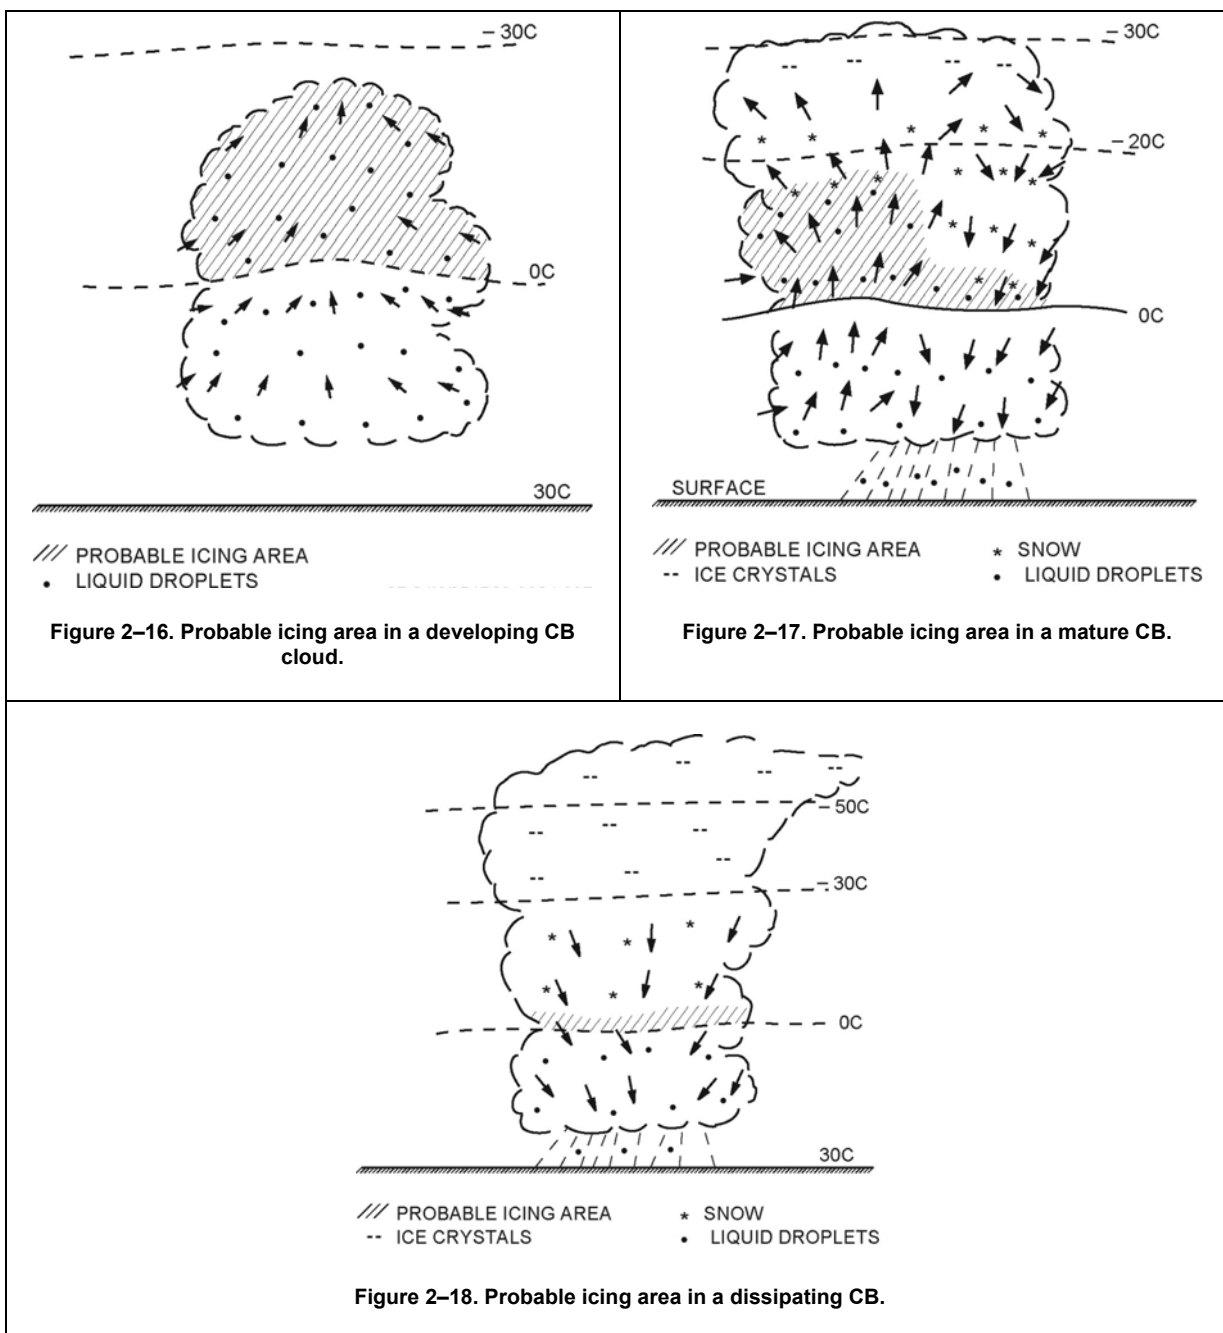 – 30C
0C
30C
/// PROBABLE ICING AREA
• LIQUID DROPLETS
Figure 2–16. Probable icing area in a developing CB
cloud.
– 30C
– 20C
0C
SURFACE
/// PROBABLE ICING AREA * SNOW
-- ICE CRYSTALS • LIQUID DROPLETS
Figure 2–17. Probable icing area in a mature CB.
– 50C
– 30C
0C
30C
/// PROBABLE ICING AREA * SNOW
-- ICE CRYSTALS • LIQUID DROPLETS
Figure 2–18. Probable icing area in a dissipating CB.